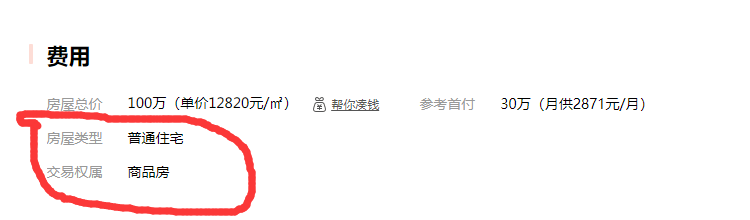 费用
房屋总价 100万（单价12820元/㎡） 帮你凑钱 参考首付 30万（月供2871元/月）
房屋类型 普通住宅
交易权属 商品房